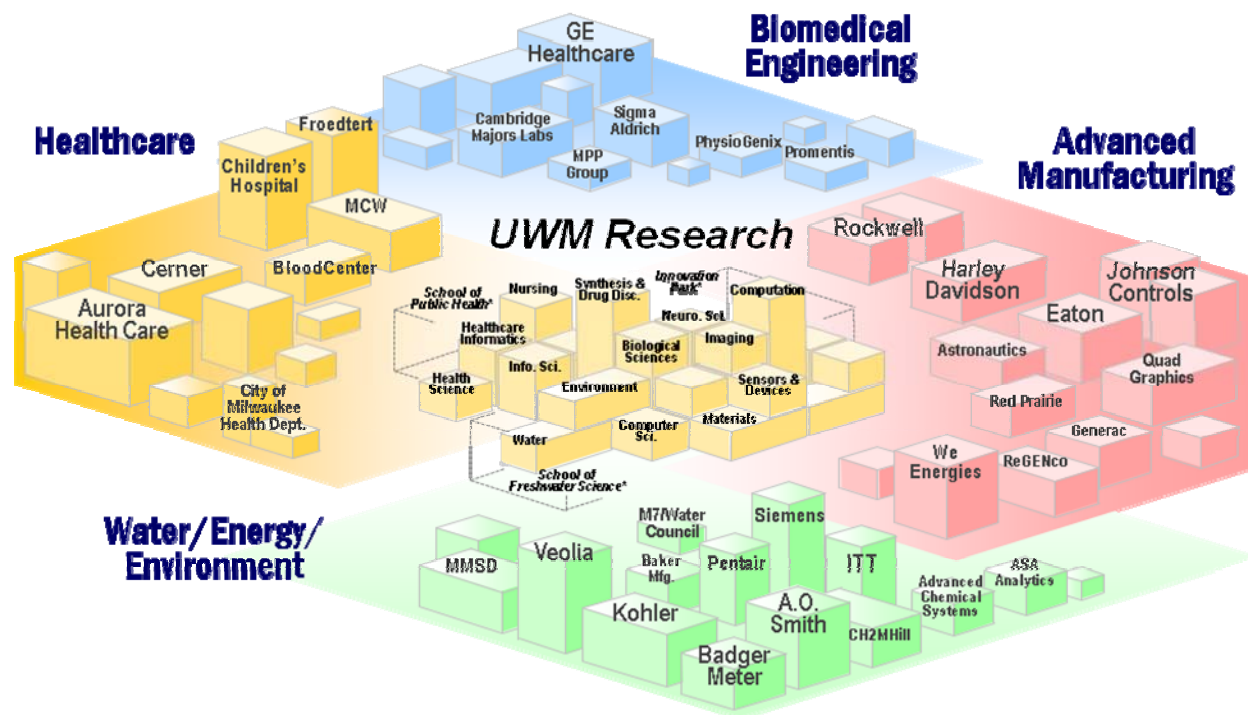 Biomedical
Engineering
GE
Healthcare
Cambridge
Majors Labs
Sigma
Aldrich
MPP
Group
PhysioGenix
Promentis
Healthcare
Froedtert
Children's
Hospital
MCW
Cerner
BloodCenter
Aurora
Health Care
City of
Milwaukee
Health Dept.
Advanced
Manufacturing
Rockwell
Harley
Davidson
Johnson
Controls
Eaton
Astronautics
Quad
Graphics
Red Prairie
Generac
We
Energies
ReGENco
UWM Research
School of
Public Health*
Nursing
Synthesis &
Drug Disc.
Innovation
Park*
Computation
Neuro. Sci.
Healthcare
Informatics
Info. Sci.
Biological
Sciences
Imaging
Health
Science
Environment
Sensors &
Devices
Water
Computer
Sci.
Materials
School of
Freshwater Science*
Water/Energy/
Environment
MMSD
Veolia
M7/Water
Council
Baker
Mfg.
Pentair
Siemens
ITT
Kohler
A.O.
Smith
CH2MHill
Badger
Meter
Advanced
Chemical
Systems
ASA
Analytics